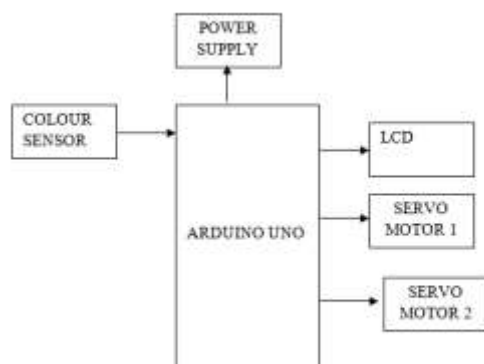 POWER
SUPPLY
COLOUR
SENSOR
LCD
SERVO
MOTOR 1
ARDUINO UNO
SERVO
MOTOR 2